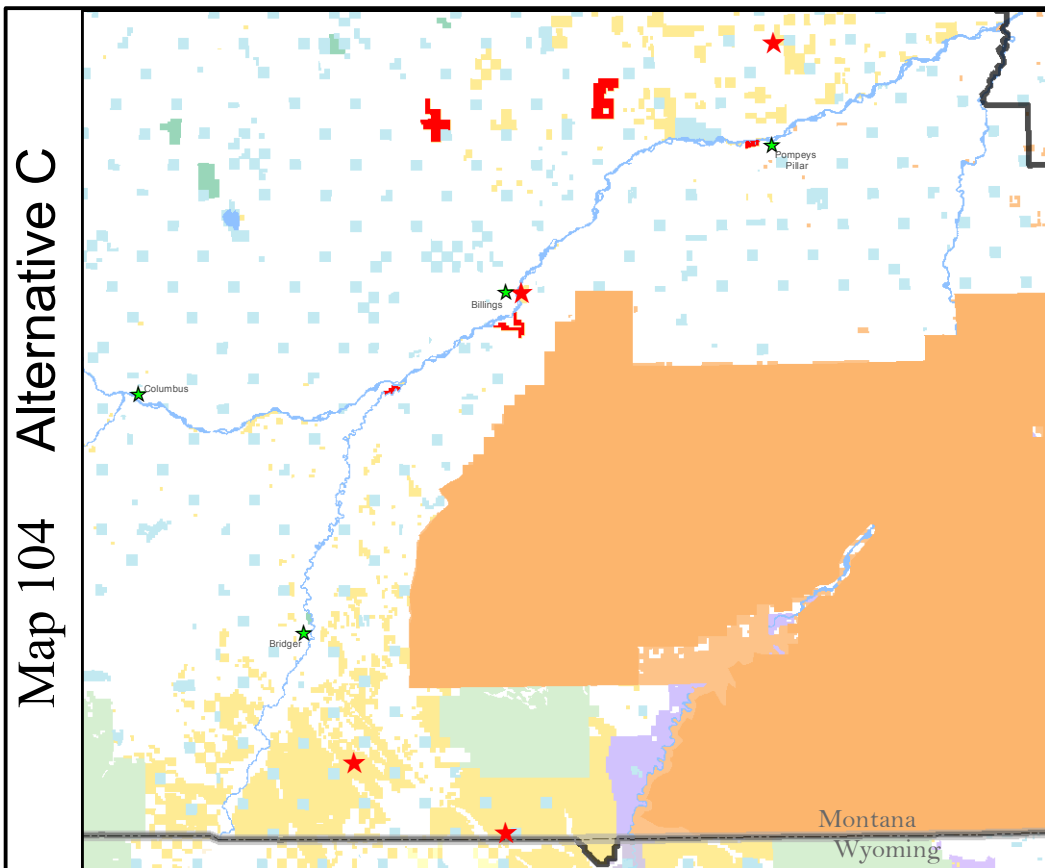 Map 104 Alternative C
Pompeys
Pillar
Billings
Columbus
Bridger
Montana
Wyoming